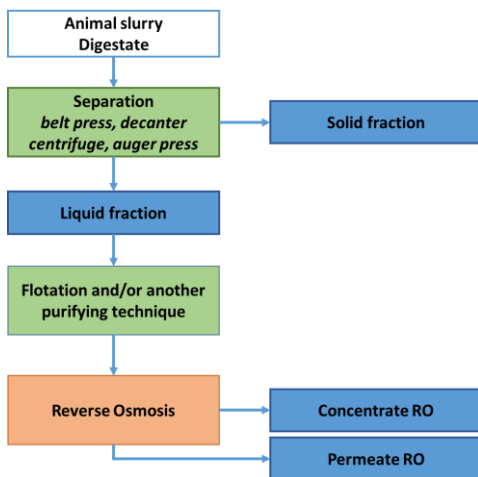 Animal slurry
Digestate
Separation
belt press, decanter
centrifuge, auger press
Solid fraction
Liquid fraction
Flotation and/or another
purifying technique
Reverse Osmosis
Concentrate RO
Permeate RO